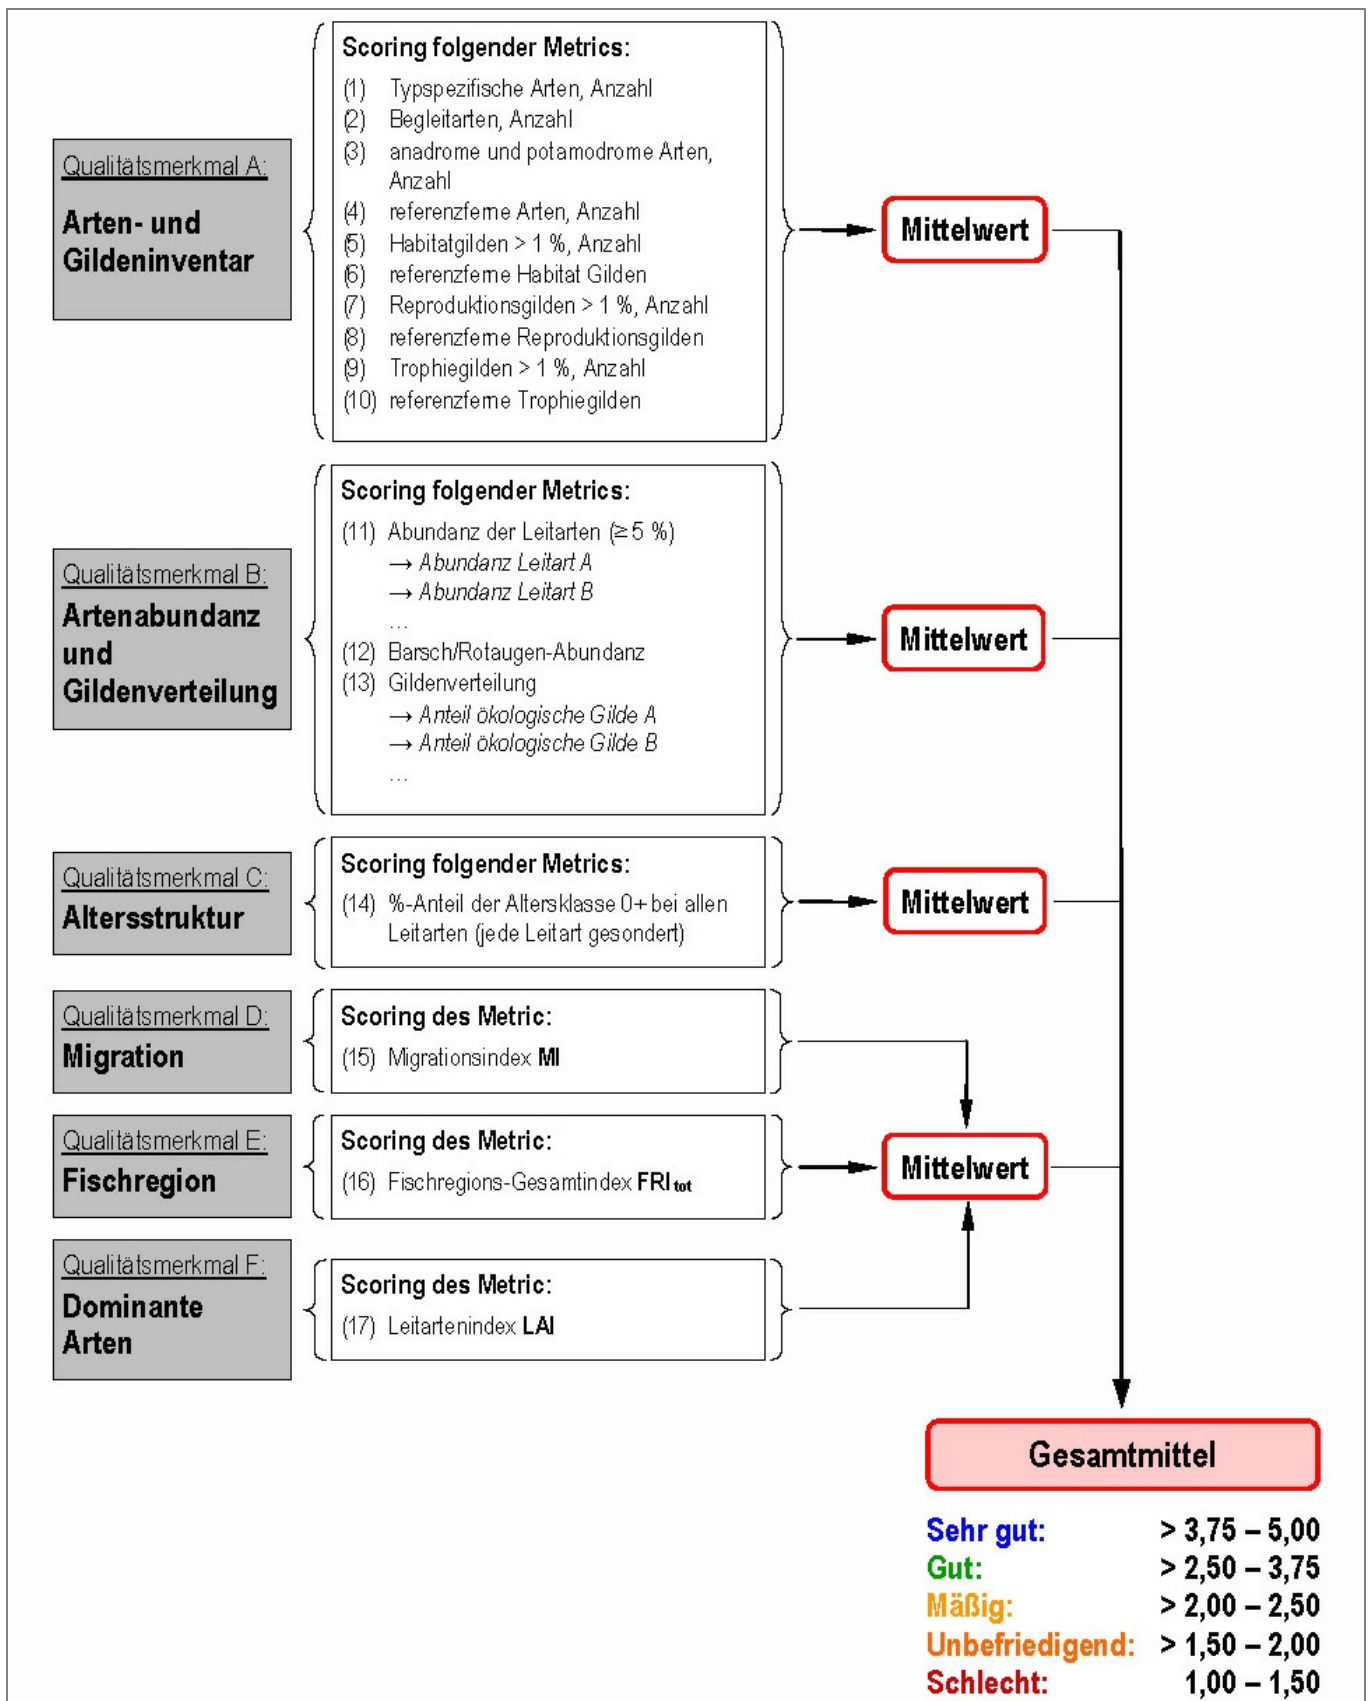 Qualitätsmerkmal A:
Arten- und
Gildeninventar
Scoring folgender Metrics:
(1) Typspezifische Arten, Anzahl
(2) Begleitarten, Anzahl
(3) anadrome und potamodrome Arten,
Anzahl
(4) referenzferne Arten, Anzahl
(5) Habitatgilden > 1 %, Anzahl
(6) referenzferne Habitat Gilden
(7) Reproduktionsgilden > 1 %, Anzahl
(8) referenzferne Reproduktionsgilden
(9) Trophiegilden > 1 %, Anzahl
(10) referenzferne Trophiegilden
Mittelwert
Qualitätsmerkmal B:
Artenabundanz
und
Gildenverteilung
Scoring folgender Metrics:
(11) Abundanz der Leitarten (≥ 5 %)
→ Abundanz Leitart A
→ Abundanz Leitart B
...
(12) Barsch/Rotaugen-Abundanz
(13) Gildenverteilung
→ Anteil ökologische Gilde A
→ Anteil ökologische Gilde B
...
Mittelwert
Qualitätsmerkmal C:
Altersstruktur
Scoring folgender Metrics:
(14) %-Anteil der Altersklasse 0+ bei allen
Leitarten (jede Leitart gesondert)
Mittelwert
Qualitätsmerkmal D:
Migration
Scoring des Metric:
(15) Migrationsindex MI
Qualitätsmerkmal E:
Fischregion
Scoring des Metric:
(16) Fischregions-Gesamtindex FRI tot
Mittelwert
Qualitätsmerkmal F:
Dominante
Arten
Scoring des Metric:
(17) Leitartenindex LAI
Gesamtmittel
Sehr gut: > 3,75 – 5,00
Gut: > 2,50 – 3,75
Mäßig: > 2,00 – 2,50
Unbefriedigend: > 1,50 – 2,00
Schlecht: 1,00 – 1,50